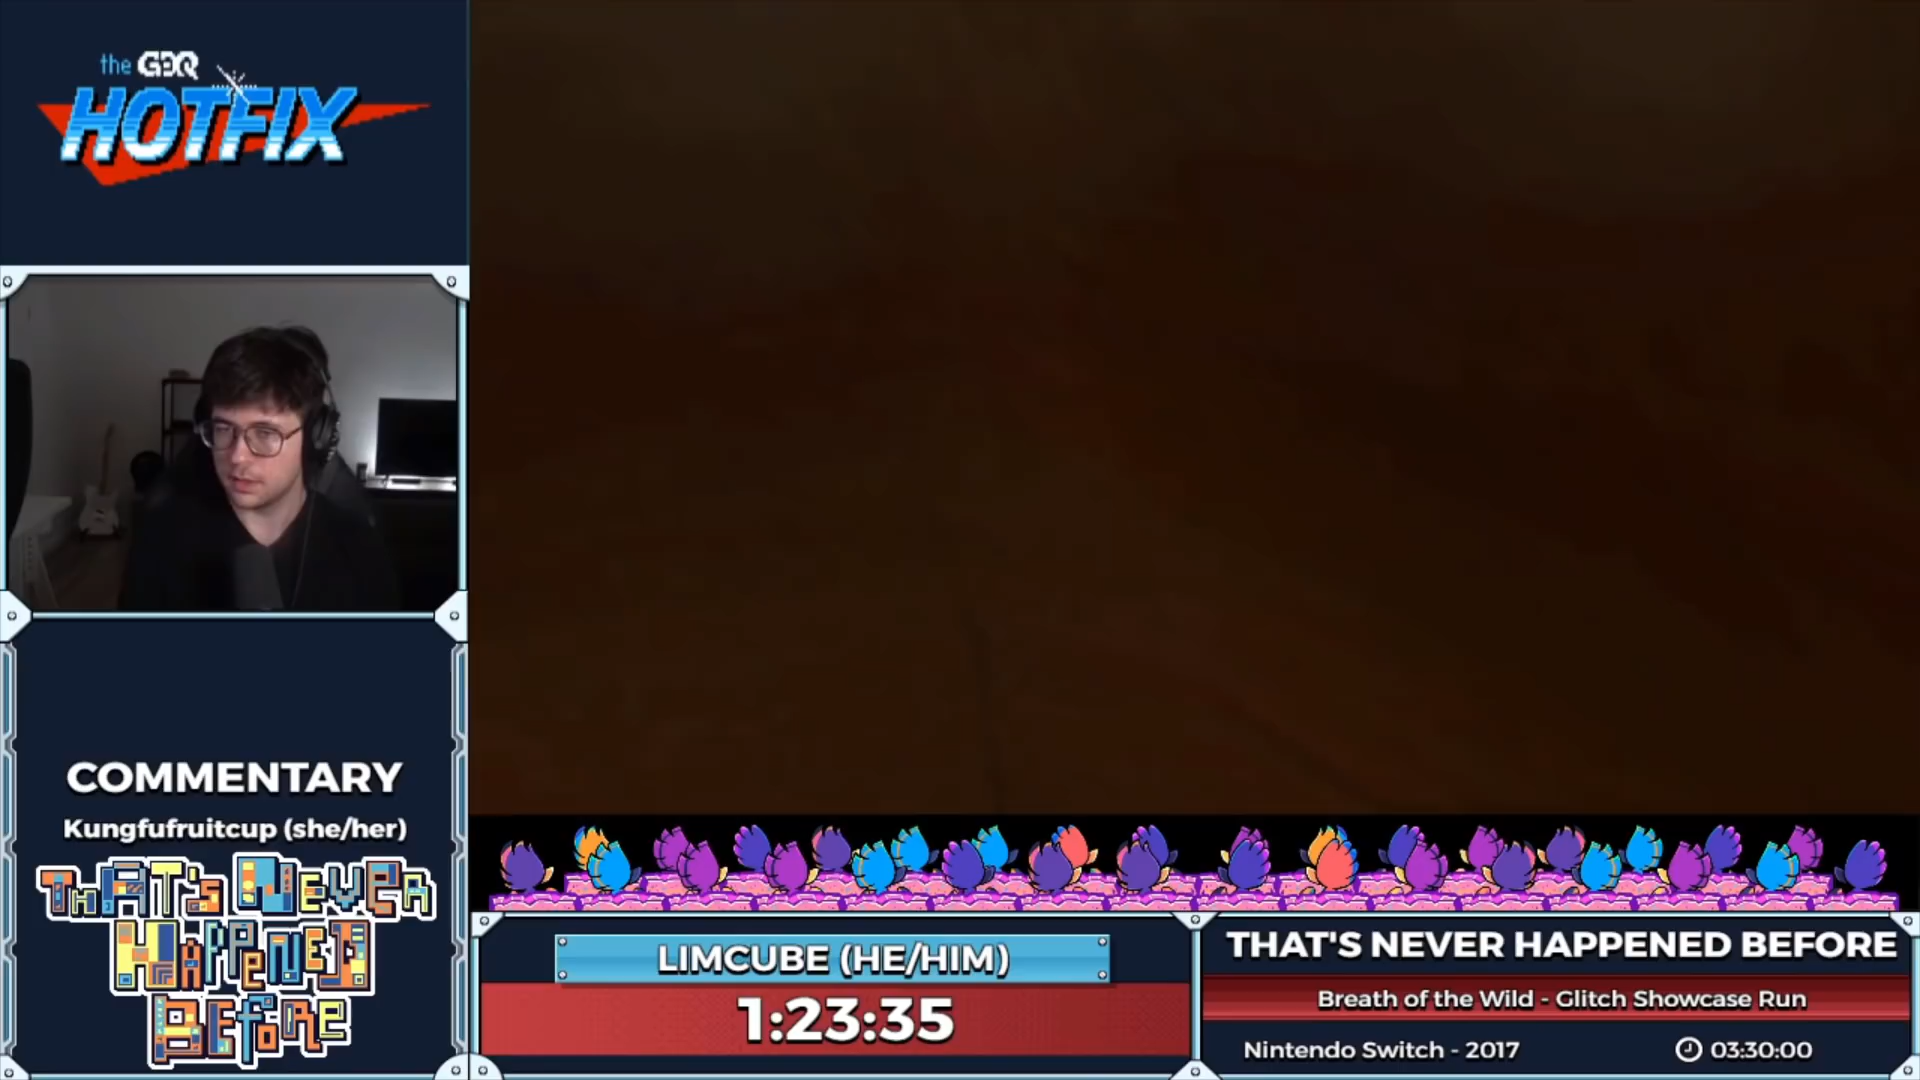 the GDQ
HOTFIX
COMMENTARY
Kungfufruitcup (she/her)
THAT'S NEVER
HAPPENED
BEFORE
LIMCUBE (HE/HIM)
1:23:35
THAT'S NEVER HAPPENED BEFORE
Breath of the Wild - Glitch Showcase Run
Nintendo Switch - 2017
03:30:00